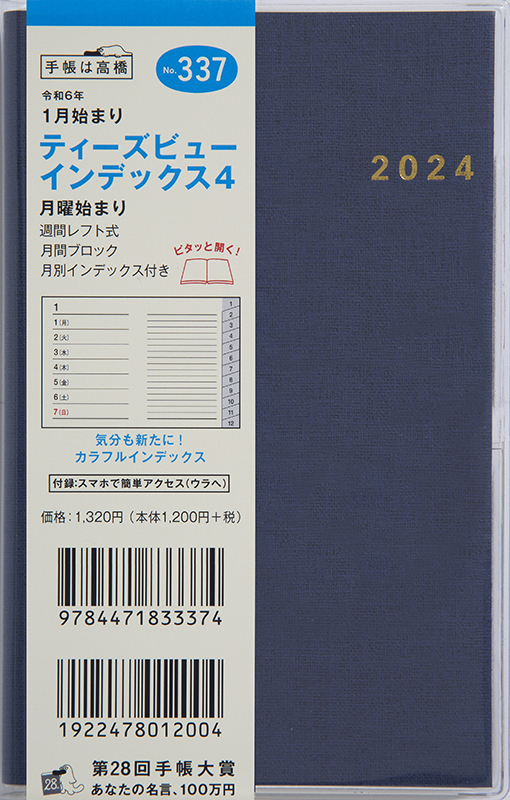 手帳は高橋
No.337
令和6年
1月始まり
ティーズビュー
インデックス4
月曜始まり
週間レフト式
月間ブロック
月別インデックス付き
ピタッと開く!
1
1(月)
2(火)
3(水)
4(木)
5(金)
6(土)
7(日)
1
2
3
4
5
6
7
8
9
10
11
12
気分も新たに!
カラフルインデックス
付録:スマホで簡単アクセス(ウラへ)
価格:1,320円(本体1,200円+税)
9784471833374
1922478012004
28
第28回手帳大賞
あなたの名言、100万円
2024